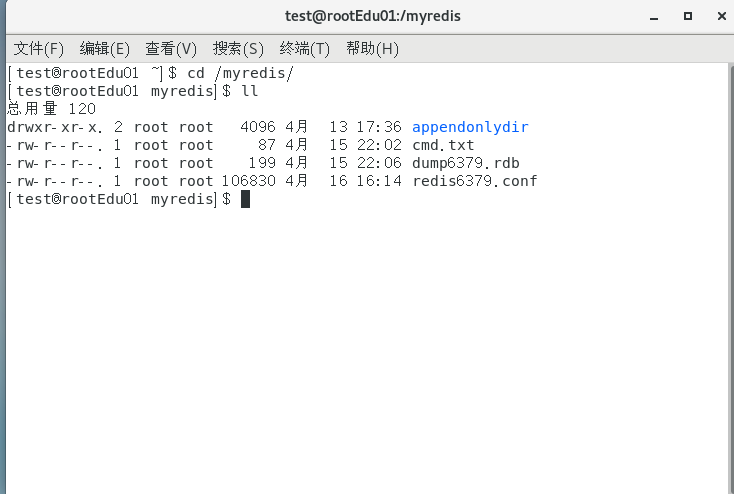 test@rootEdu01:/myredis
文件(F) 编辑(E) 查看(V) 搜索(S) 终端(T) 帮助(H)
[test@rootEdu01 ~]$ cd /myredis/
[test@rootEdu01 myredis]$ ll
总用量 120
drwxr-xr-x. 2 root root 4096 4月 13 17:36 appendonlydir
-rw-r--r--. 1 root root 87 4月 15 22:02 cmd.txt
-rw-r--r--. 1 root root 199 4月 15 22:06 dump6379.rdb
-rw-r--r--. 1 root root 106830 4月 16 16:14 redis6379.conf
[test@rootEdu01 myredis]$